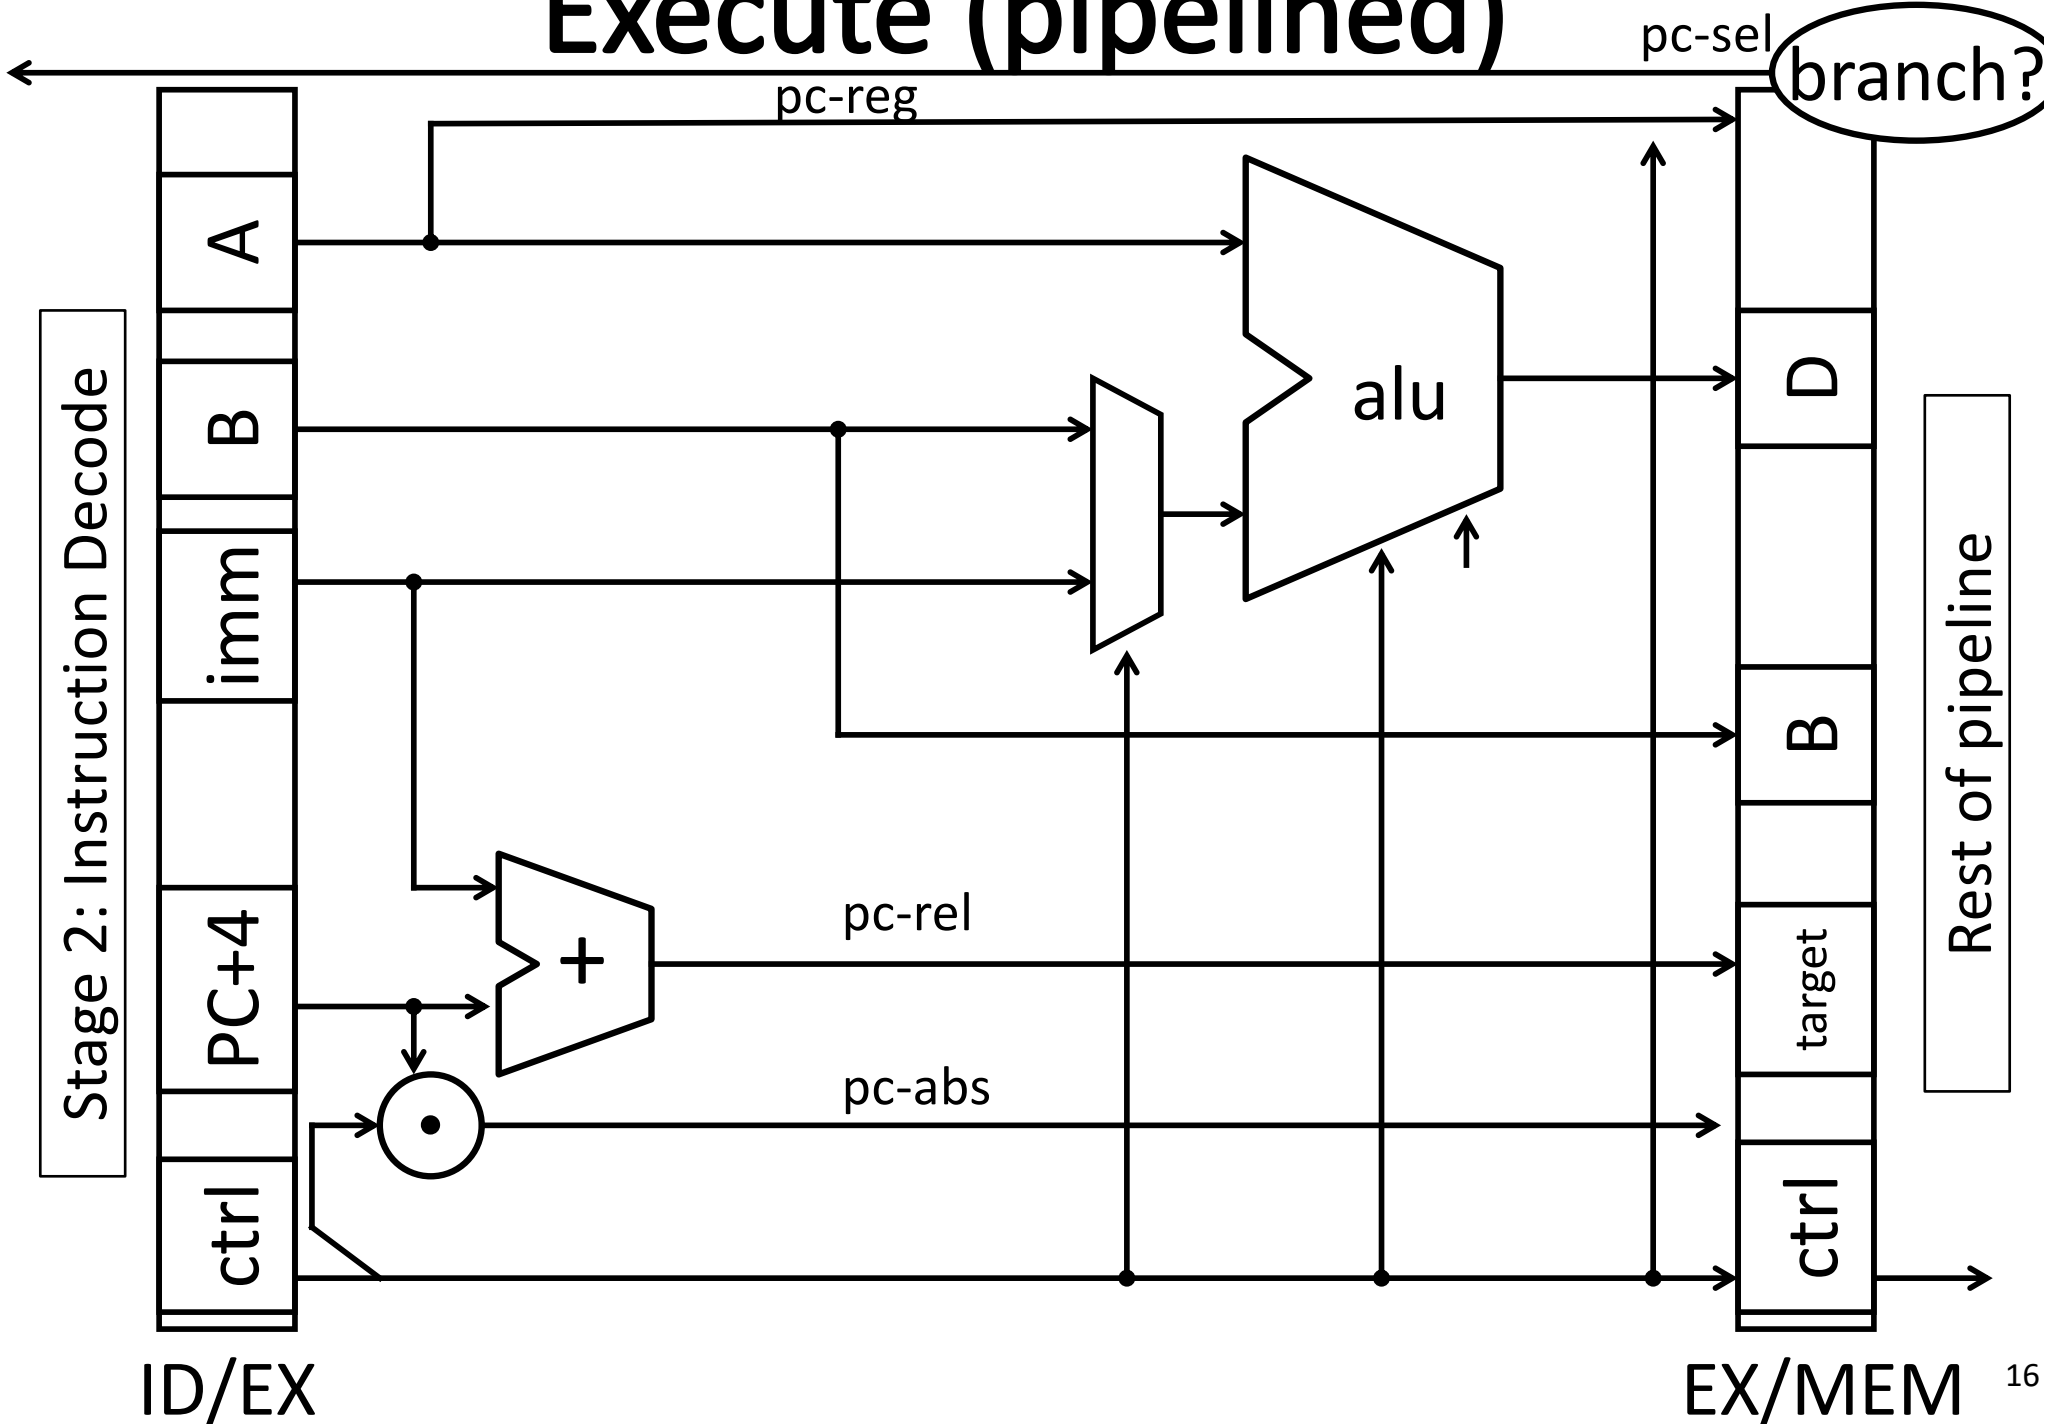 Execute (pipelined)
pc-sel
branch?
pc-reg
A
B
imm
PC+4
ctrl
Stage 2: Instruction Decode
alu
+
pc-rel
pc-abs
D
B
target
ctrl
Rest of pipeline
ID/EX
EX/MEM
16